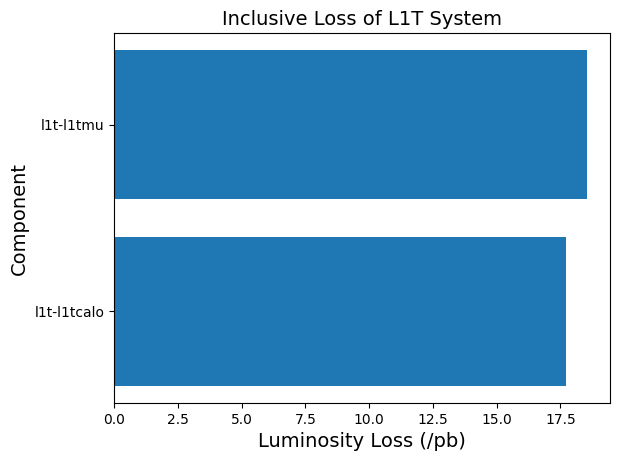 Inclusive Loss of L1T System
Component
l1t-l1tmu
l1t-l1tcalo
0.0 2.5 5.0 7.5 10.0 12.5 15.0 17.5
Luminosity Loss (/pb)